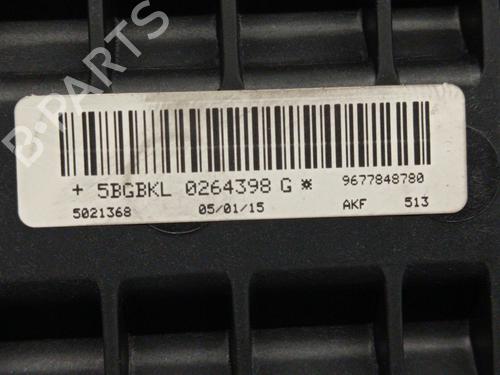 B-PARTS
+ 5BGBKL 0264398 G * 9677848780
5021368 05/01/15 AKF 513